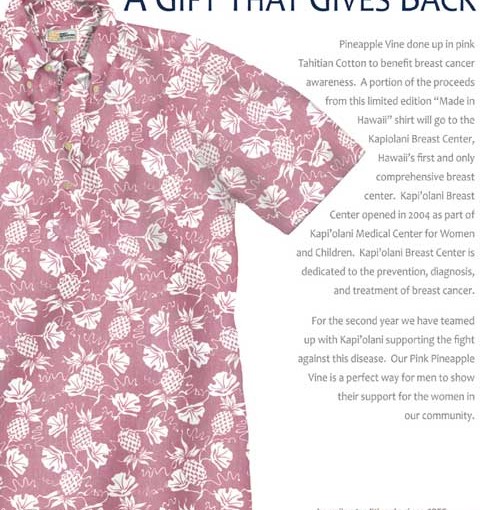 A GIFT THAT GIVES BACK
Pineapple Vine done up in pink
Tahitian Cotton to benefit breast cancer
awareness. A portion of the proceeds
from this limited edition “Made in
Hawaii” shirt will go to the
Kapiolani Breast Center,
Hawaii's first and only
comprehensive breast
center. Kapi'olani Breast
Center opened in 2004 as part of
Kapi'olani Medical Center for Women
and Children. Kapi'olani Breast Center is
dedicated to the prevention, diagnosis,
and treatment of breast cancer.
For the second year we have teamed
up with Kapi'olani supporting the fight
against this disease. Our Pink Pineapple
Vine is a perfect way for men to show
their support for the women in
our community.